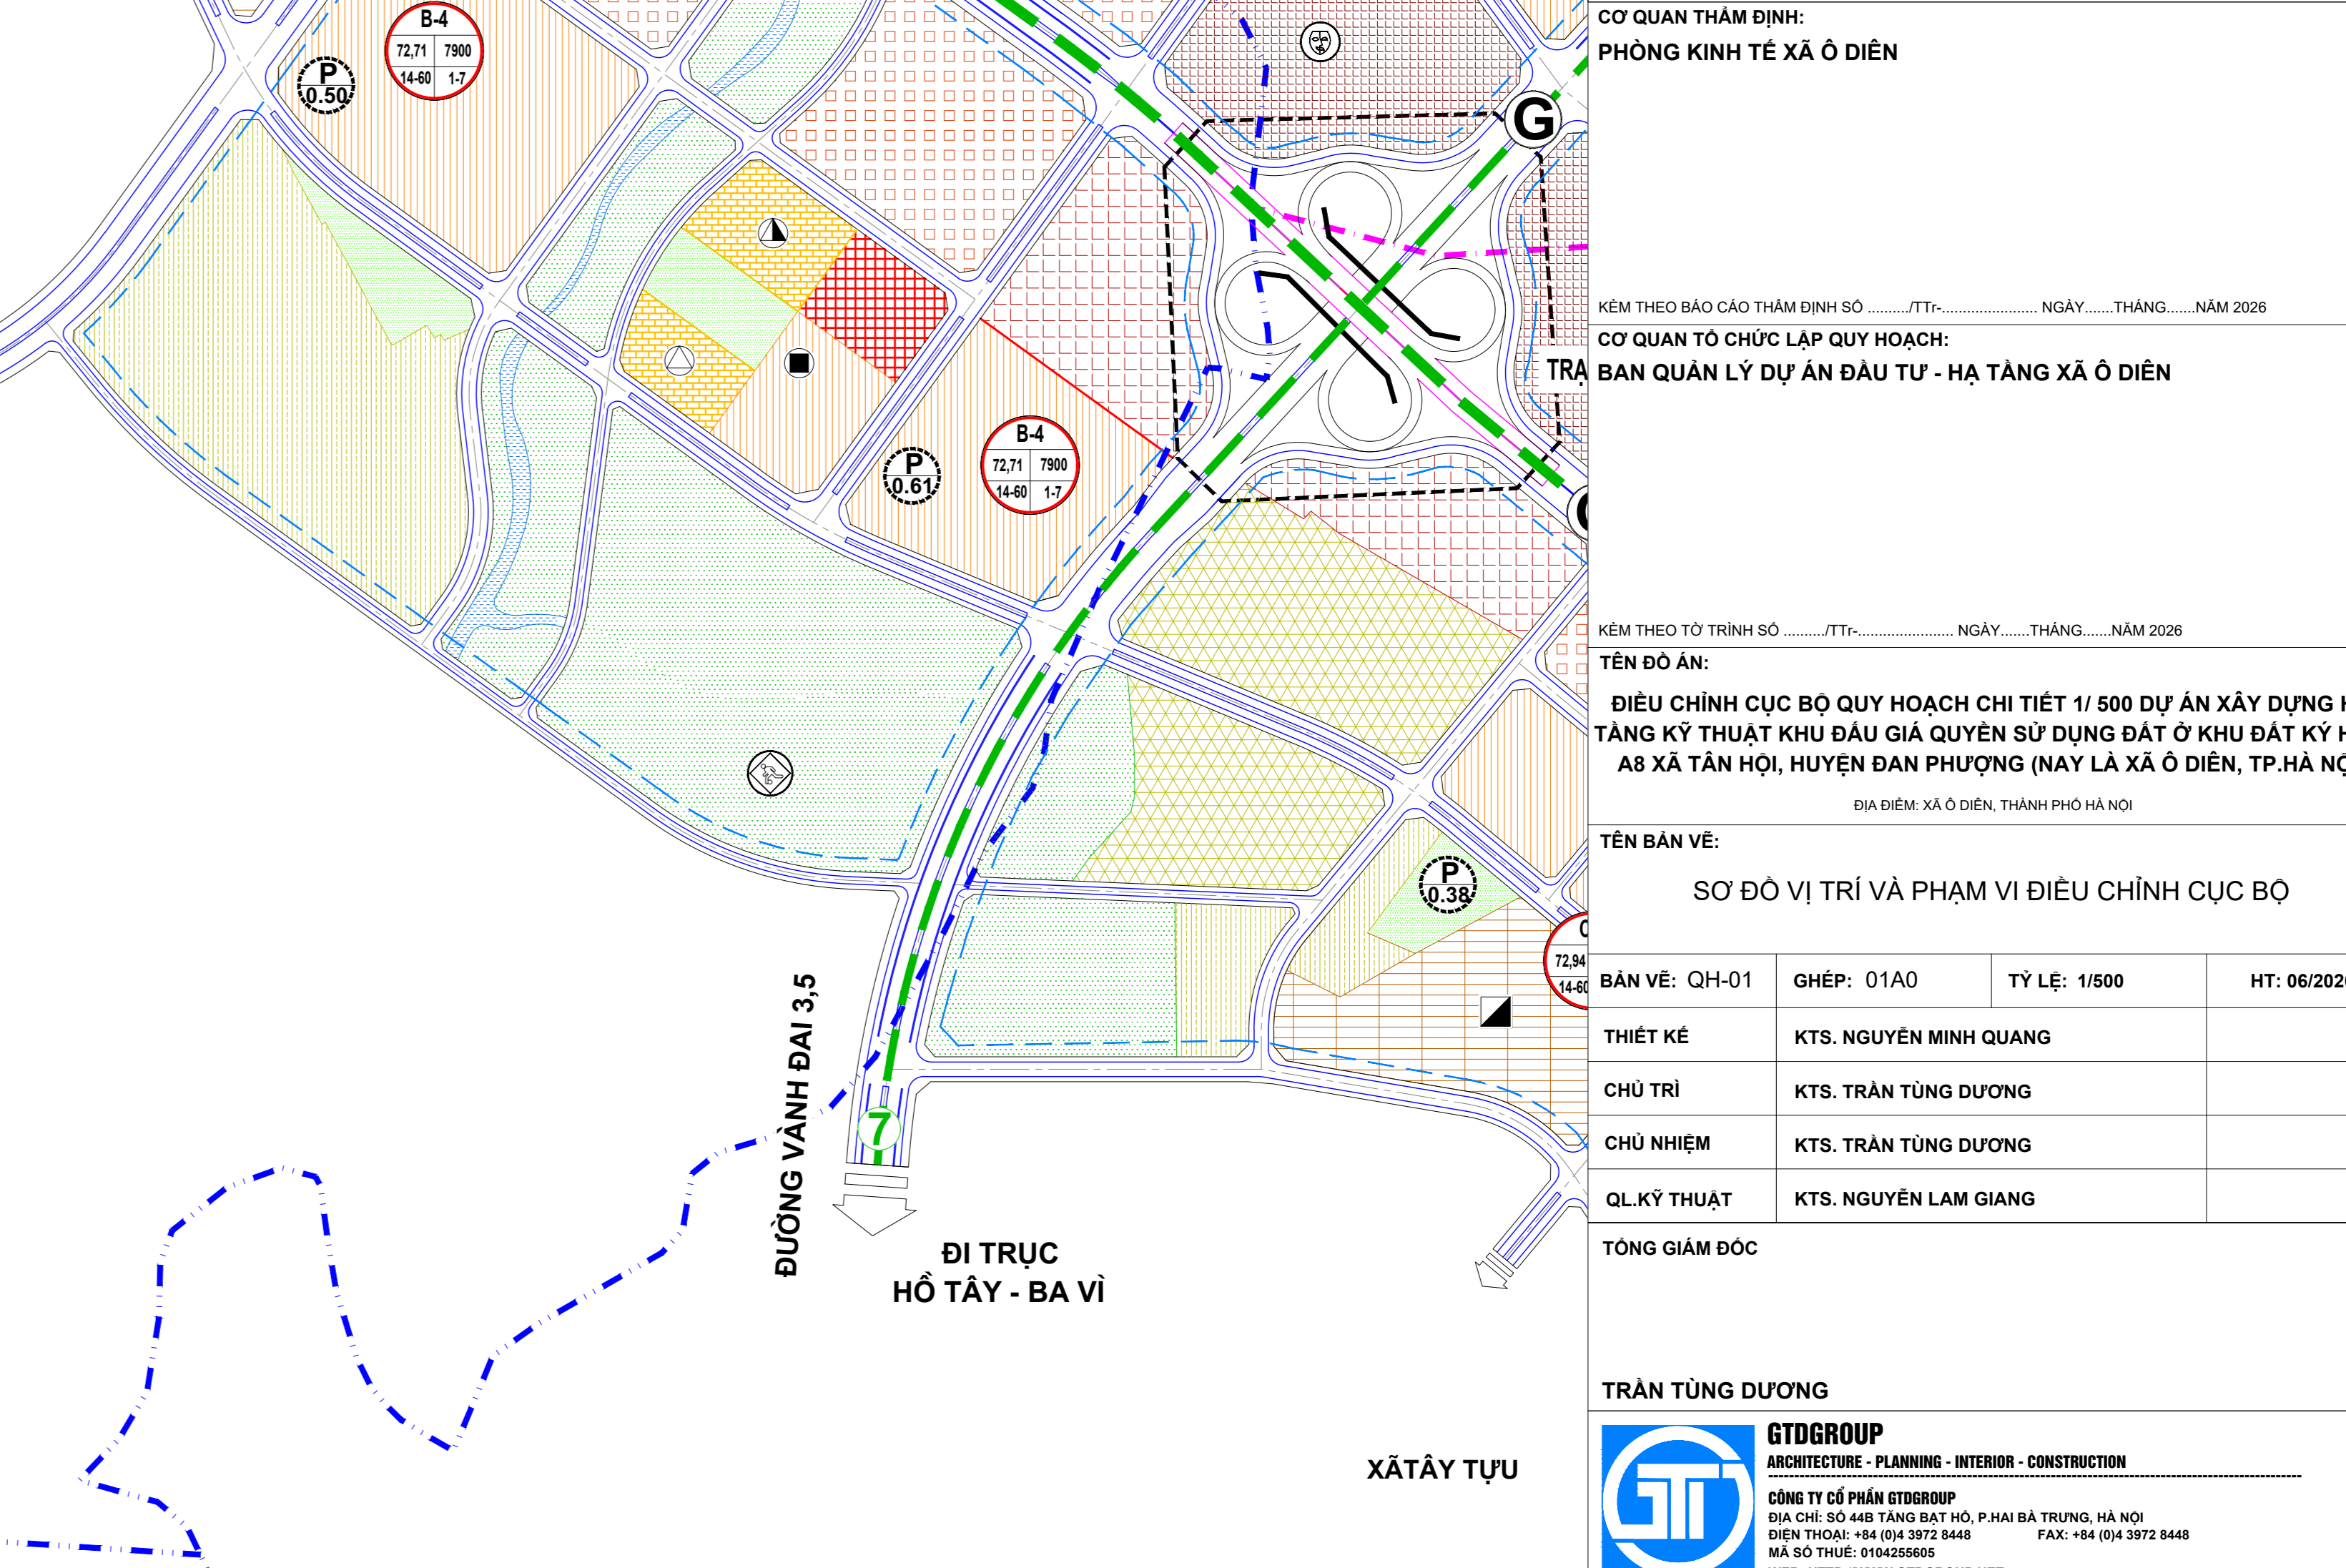 B-4
72,71 7900
14-60 1-7
P
0.50
G
B-4
72,71 7900
14-60 1-7
P
0.61
P
0.38
72,94
ĐƯỜNG VÀNH ĐAI 3,5
7
ĐI TRỤC
HỒ TÂY - BA VÌ
XÃTÂY TỰU
CƠ QUAN THẨM ĐỊNH:
PHÒNG KINH TẾ XÃ Ô DIÊN
KÈM THEO BÁO CÁO THẨM ĐỊNH SỐ ........../TTr-....................... NGÀY.......THÁNG.......NĂM 2026
CƠ QUAN TỔ CHỨC LẬP QUY HOẠCH:
BAN QUẢN LÝ DỰ ÁN ĐẦU TƯ - HẠ TẦNG XÃ Ô DIÊN
KÈM THEO TỜ TRÌNH SỐ ........../TTr-....................... NGÀY.......THÁNG.......NĂM 2026
TÊN ĐỒ ÁN:
ĐIỀU CHỈNH CỤC BỘ QUY HOẠCH CHI TIẾT 1/ 500 DỰ ÁN XÂY DỰNG
TẦNG KỸ THUẬT KHU ĐẤU GIÁ QUYỀN SỬ DỤNG ĐẤT Ở KHU ĐẤT KÝ
A8 XÃ TÂN HỘI, HUYỆN ĐAN PHƯỢNG (NAY LÀ XÃ Ô DIÊN, TP.HÀ
ĐỊA ĐIỂM: XÃ Ô DIÊN, THÀNH PHỐ HÀ NỘI
TÊN BẢN VẼ:
SƠ ĐỒ VỊ TRÍ VÀ PHẠM VI ĐIỀU CHỈNH CỤC BỘ
BẢN VẼ: QH-01 GHÉP: 01A0 TỶ LỆ: 1/500 HT:
THIẾT KẾ KTS. NGUYỄN MINH QUANG
CHỦ TRÌ KTS. TRẦN TÙNG DƯƠNG
CHỦ NHIỆM KTS. TRẦN TÙNG DƯƠNG
QL.KỸ THUẬT KTS. NGUYỄN LAM GIANG
TỔNG GIÁM ĐỐC
TRẦN TÙNG DƯƠNG
GTDGROUP
ARCHITECTURE - PLANNING - INTERIOR - CONSTRUCTION
CÔNG TY CỔ PHẦN GTDGROUP
ĐỊA CHỈ: SỐ 44B TĂNG BẠT HỔ, P.HAI BÀ TRƯNG, HÀ NỘI
ĐIỆN THOẠI: +84 (0)4 3972 8448 FAX: +84 (0)4 3972 8448
MÃ SỐ THUẾ: 0104255605